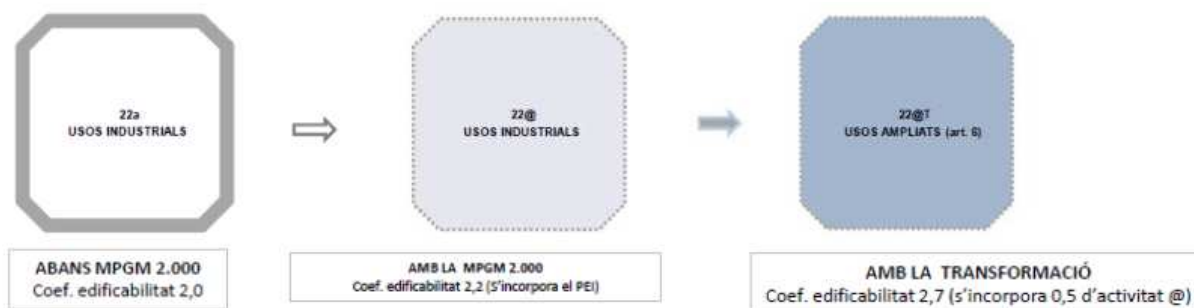 22a
USOS INDUSTRIALS
22@
USOS INDUSTRIALS
22@T
USOS AMPLIATS (art. 6)
ABANS MPGM 2.000
Coef. edificabilitat 2,0
AMB LA MPGM 2.000
Coef. edificabilitat 2,2 (S'incorpora el PEI)
AMB LA TRANSFORMACIÓ
Coef. edificabilitat 2,7 (s'incorpora 0,5 d'activitat @)